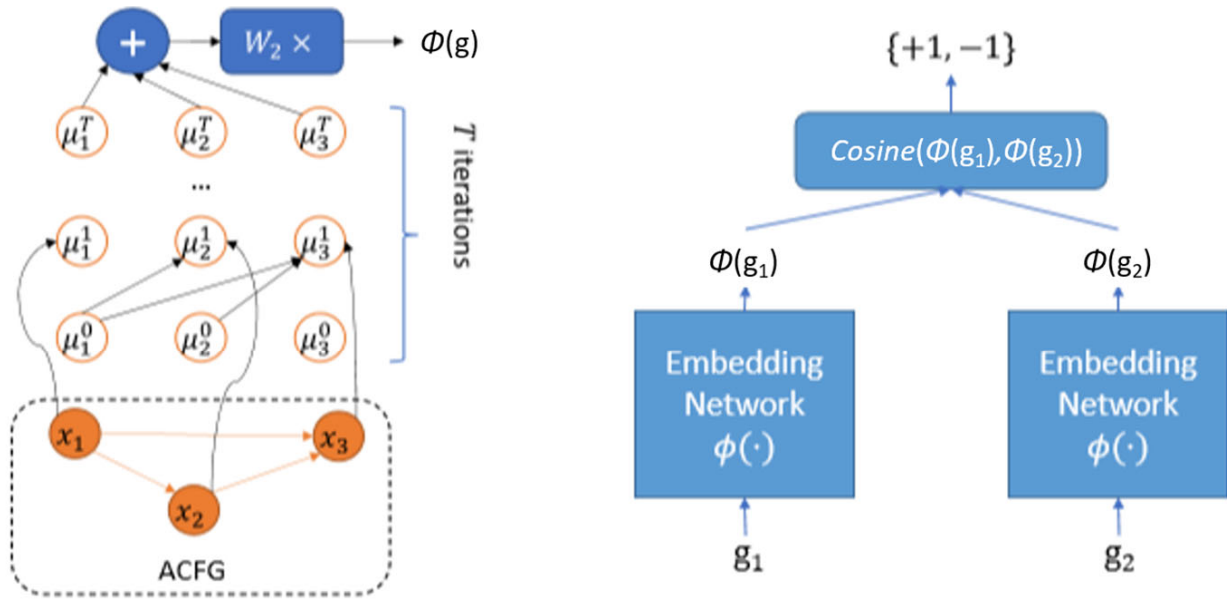 +
W₂ ×
Φ(g)
μ₁ᵀ μ₂ᵀ μ₃ᵀ
...
μ₁¹ μ₂¹ μ₃¹
μ₁⁰ μ₂⁰ μ₃⁰
T iterations
x₁
x₃
x₂
ACFG
{+1, −1}
Cosine(Φ(g₁),Φ(g₂))
Φ(g₁)
Φ(g₂)
Embedding
Network
ϕ(·)
Embedding
Network
ϕ(·)
g₁
g₂